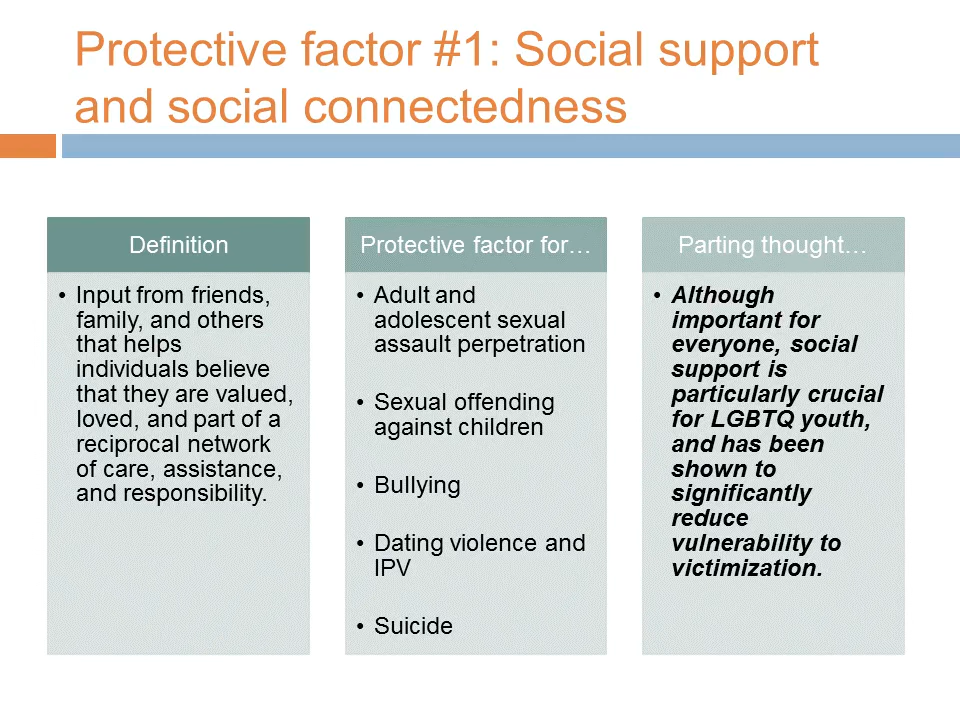 Protective factor #1: Social support
and social connectedness
Definition
• Input from friends,
family, and others
that helps
individuals believe
that they are valued,
loved, and part of a
reciprocal network
of care, assistance,
and responsibility.
Protective factor for…
• Adult and
adolescent sexual
assault perpetration
• Sexual offending
against children
• Bullying
• Dating violence and
IPV
• Suicide
Parting thought…
• Although
important for
everyone, social
support is
particularly crucial
for LGBTQ youth,
and has been
shown to
significantly
reduce
vulnerability to
victimization.